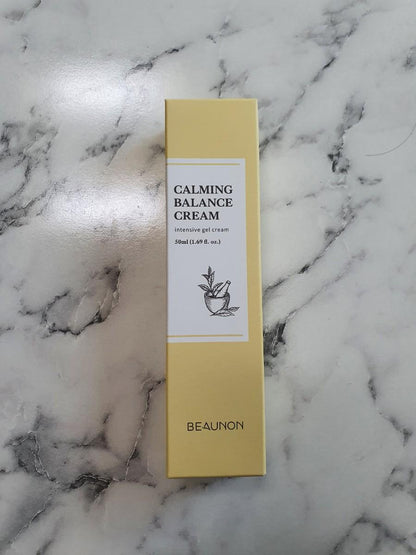 CALMING
BALANCE
CREAM
intensive gel cream
50ml (1.69 fl. oz.)
BEAUNON